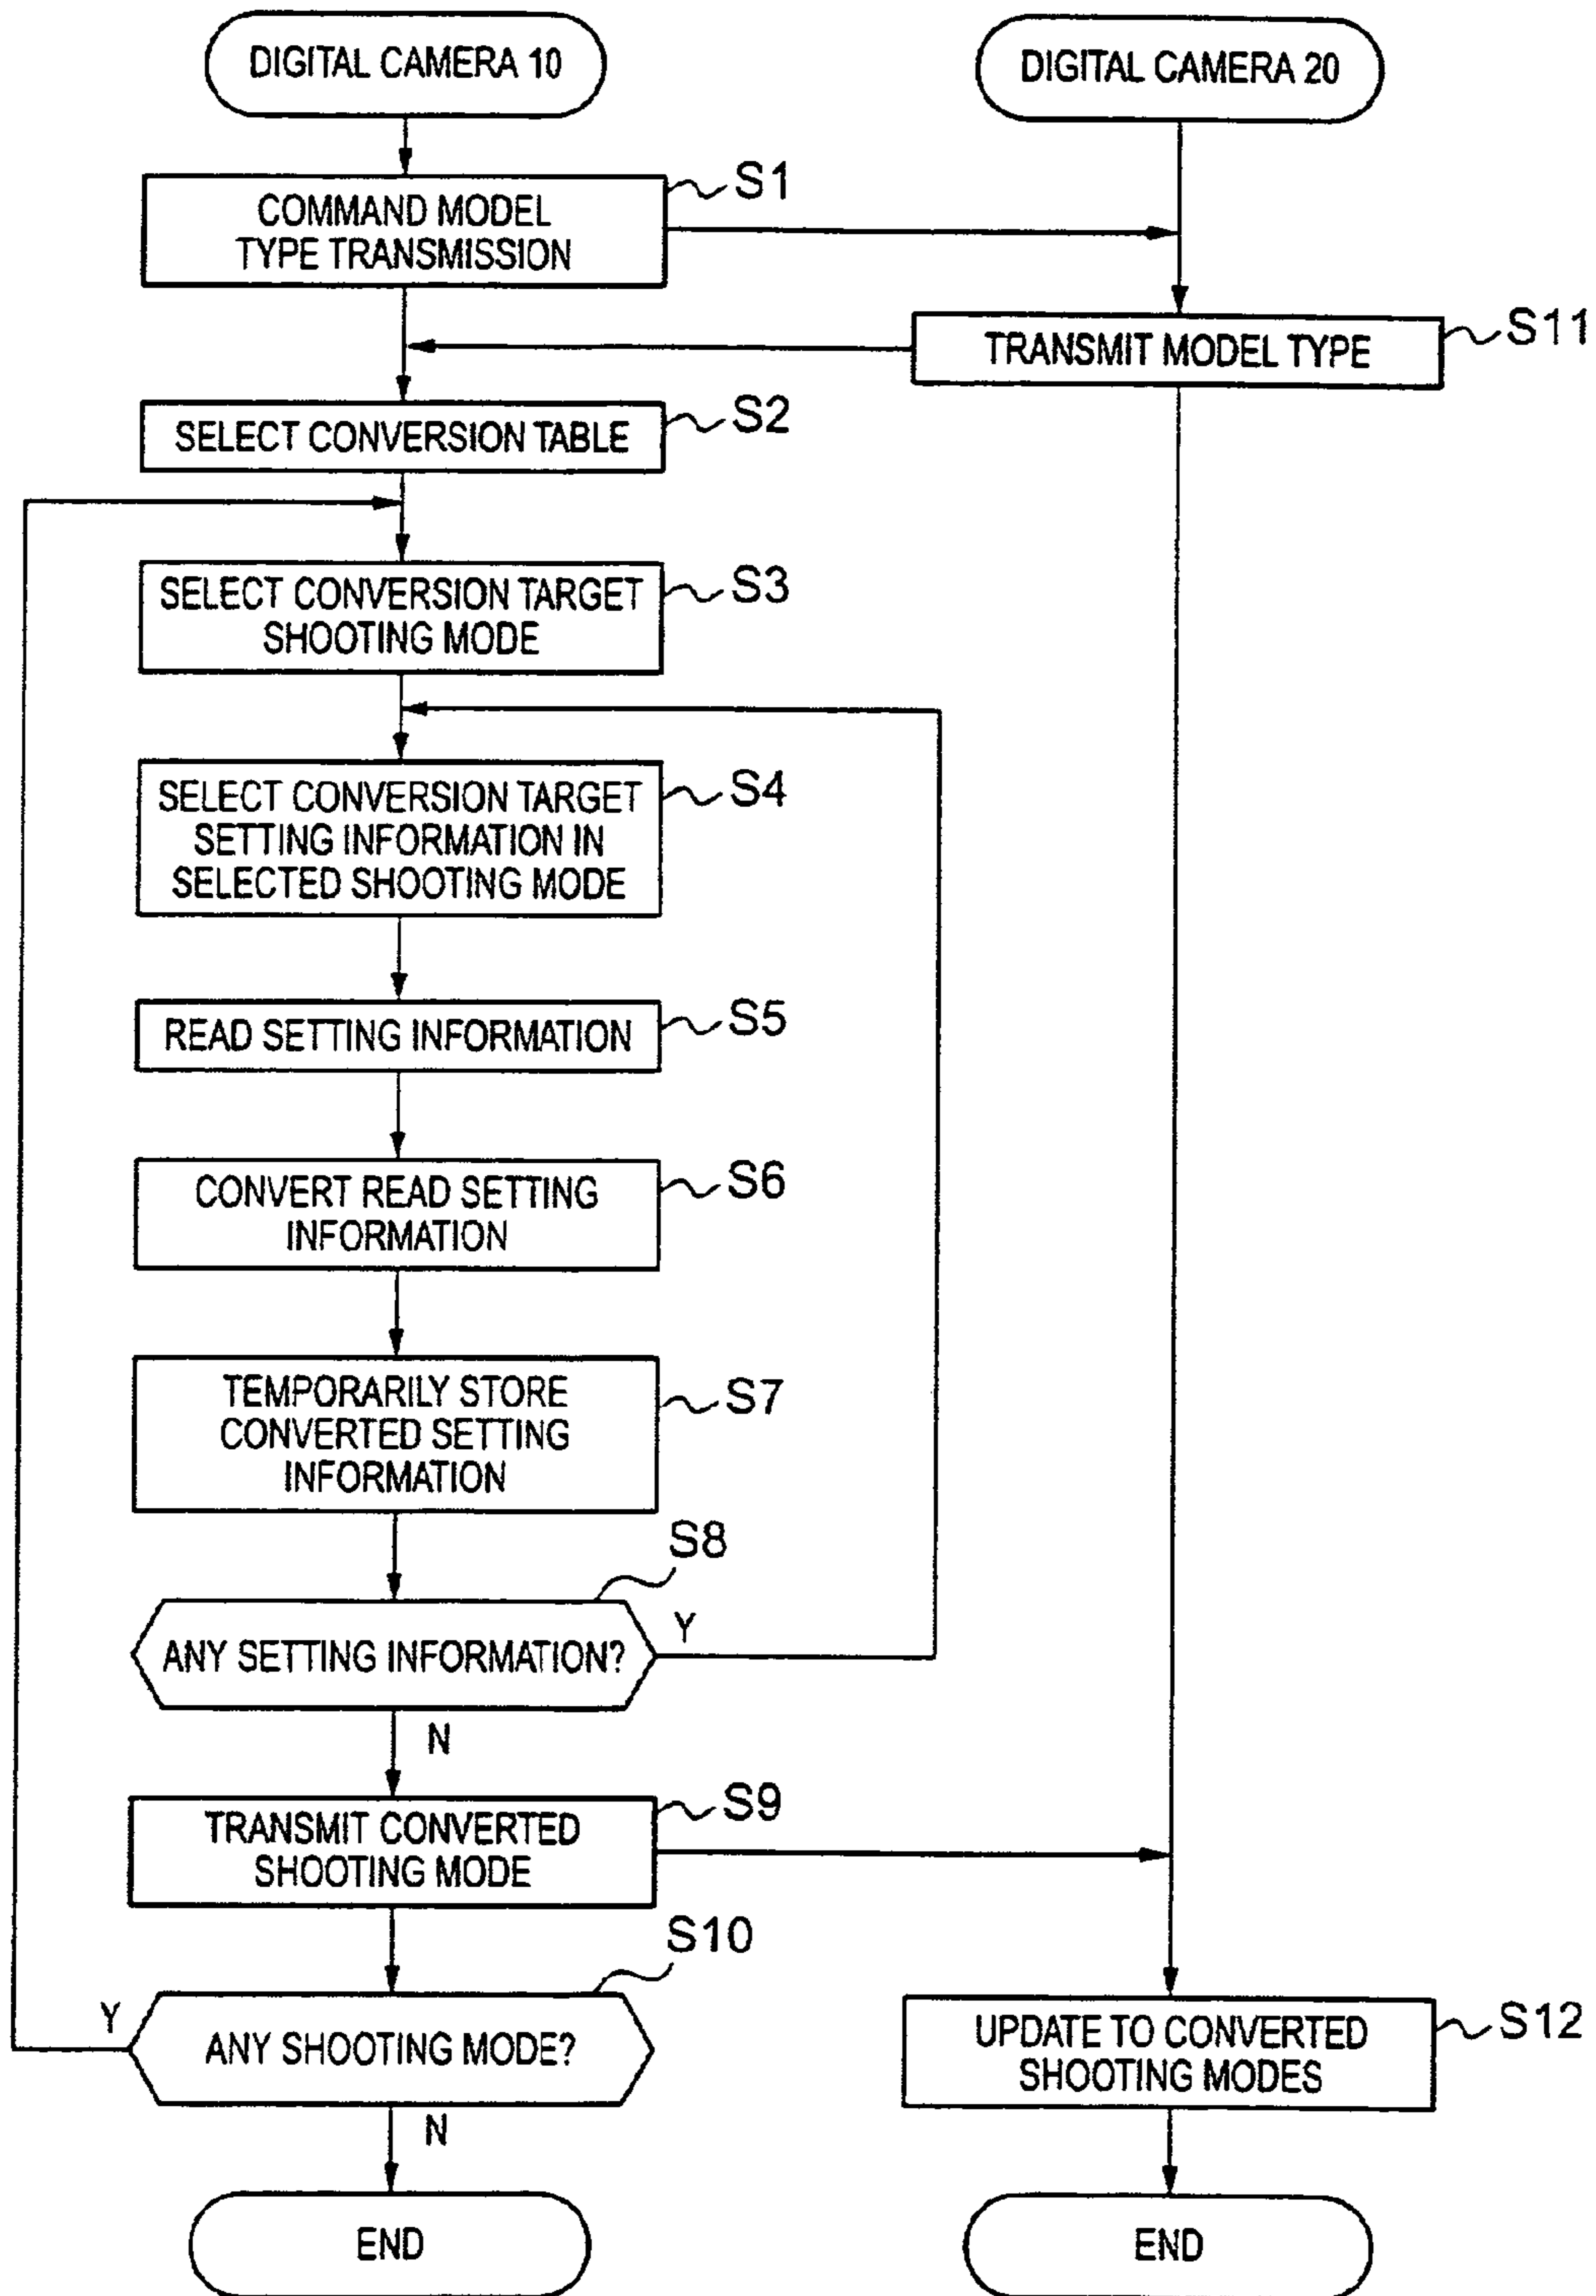 DIGITAL CAMERA 10
DIGITAL CAMERA 20
COMMAND MODEL
TYPE TRANSMISSION
S1
TRANSMIT MODEL TYPE
S11
SELECT CONVERSION TABLE
S2
SELECT CONVERSION TARGET
SHOOTING MODE
S3
SELECT CONVERSION TARGET
SETTING INFORMATION IN
SELECTED SHOOTING MODE
S4
READ SETTING INFORMATION
S5
CONVERT READ SETTING
INFORMATION
S6
TEMPORARILY STORE
CONVERTED SETTING
INFORMATION
S7
S8
ANY SETTING INFORMATION?
Y
N
TRANSMIT CONVERTED
SHOOTING MODE
S9
S10
Y
ANY SHOOTING MODE?
N
UPDATE TO CONVERTED
SHOOTING MODES
S12
END
END